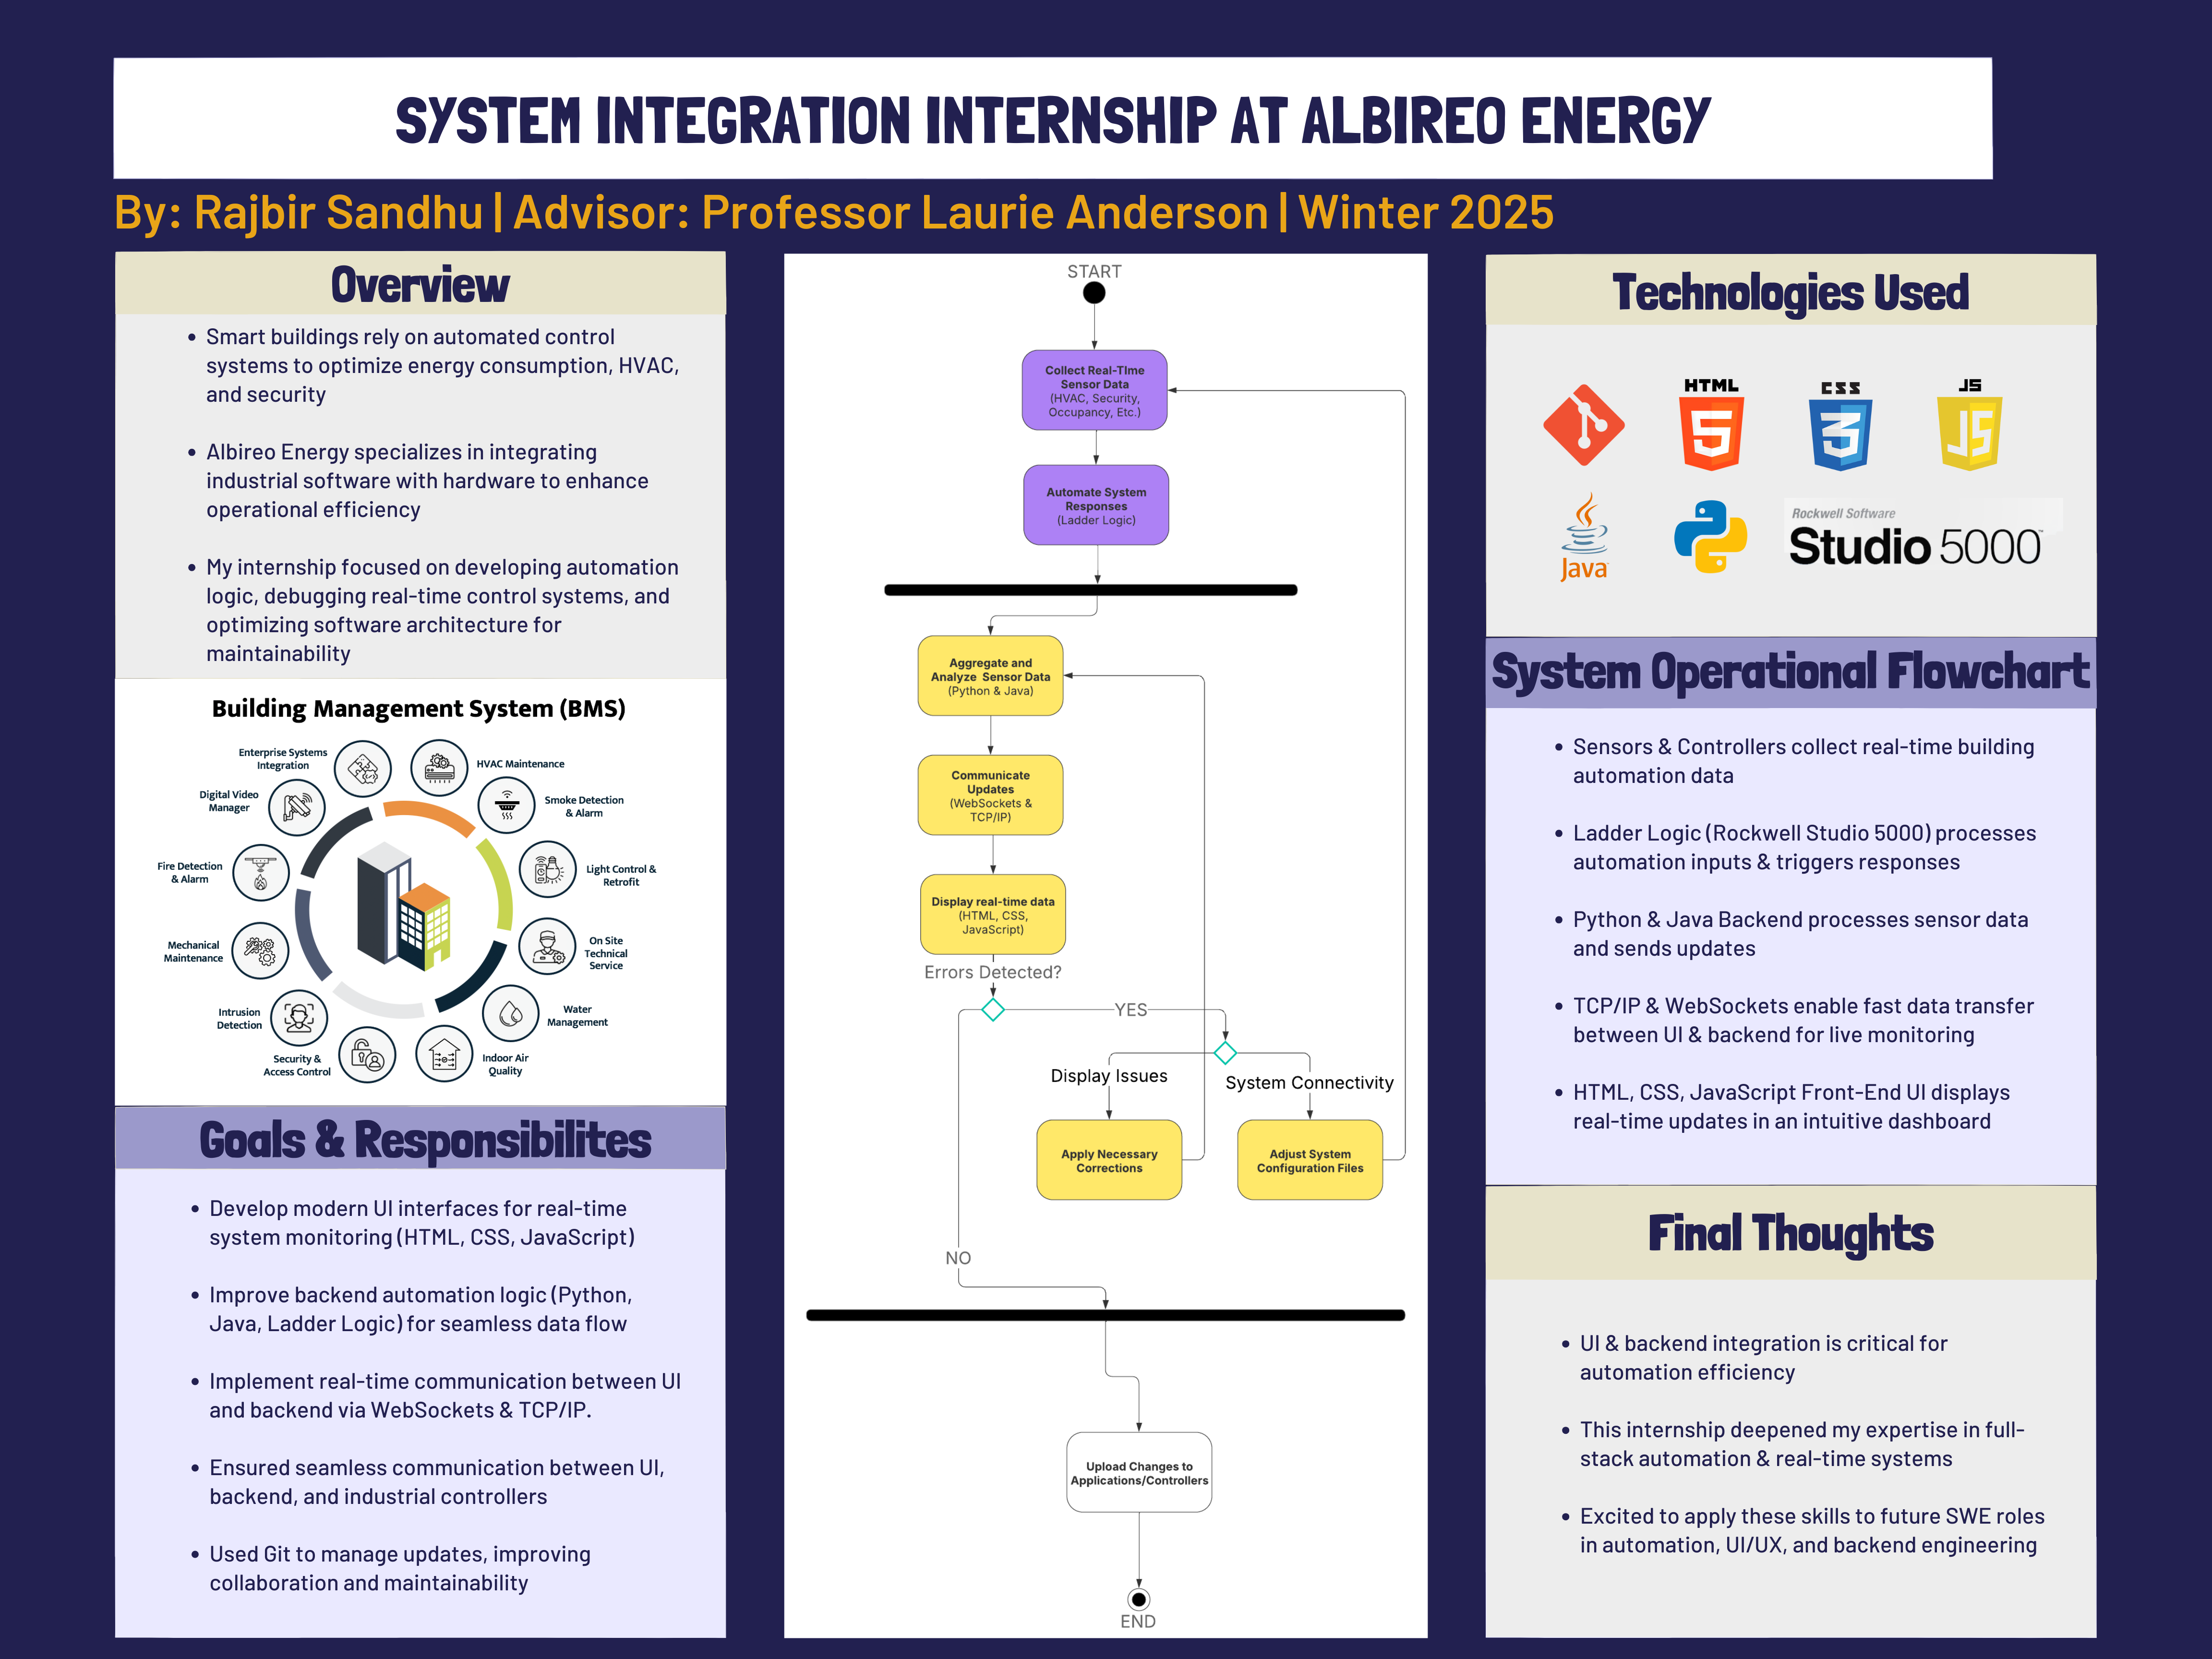 SYSTEM INTEGRATION INTERNSHIP AT ALBIREO ENERGY
By: Rajbir Sandhu | Advisor: Professor Laurie Anderson | Winter 2025
Overview
• Smart buildings rely on automated control
systems to optimize energy consumption, HVAC,
and security
• Albireo Energy specializes in integrating
industrial software with hardware to enhance
operational efficiency
• My internship focused on developing automation
logic, debugging real-time control systems, and
optimizing software architecture for
maintainability
Building Management System (BMS)
Enterprise Systems
Integration
HVAC Maintenance
Digital Video
Manager
Smoke Detection
& Alarm
Fire Detection
& Alarm
Light Control &
Retrofit
Mechanical
Maintenance
On Site
Technical
Service
Intrusion
Detection
Water
Management
Security &
Access Control
Indoor Air
Quality
Goals & Responsibilites
• Develop modern UI interfaces for real-time
system monitoring (HTML, CSS, JavaScript)
• Improve backend automation logic (Python,
Java, Ladder Logic) for seamless data flow
• Implement real-time communication between UI
and backend via WebSockets & TCP/IP.
• Ensured seamless communication between UI,
backend, and industrial controllers
• Used Git to manage updates, improving
collaboration and maintainability
START
Collect Real-TIme
Sensor Data
(HVAC, Security,
Occupancy, Etc.)
Automate System
Responses
(Ladder Logic)
Aggregate and
Analyze Sensor Data
(Python & Java)
Communicate
Updates
(WebSockets &
TCP/IP)
Display real-time data
(HTML, CSS,
JavaScript)
Errors Detected?
YES
Display Issues
System Connectivity
Apply Necessary
Corrections
Adjust System
Configuration Files
NO
Upload Changes to
Applications/Controllers
END
Technologies Used
HTML
5
CSS
3
JS
JS
Java
Rockwell Software
Studio 5000™
System Operational Flowchart
• Sensors & Controllers collect real-time building
automation data
• Ladder Logic (Rockwell Studio 5000) processes
automation inputs & triggers responses
• Python & Java Backend processes sensor data
and sends updates
• TCP/IP & WebSockets enable fast data transfer
between UI & backend for live monitoring
• HTML, CSS, JavaScript Front-End UI displays
real-time updates in an intuitive dashboard
Final Thoughts
• UI & backend integration is critical for
automation efficiency
• This internship deepened my expertise in full-
stack automation & real-time systems
• Excited to apply these skills to future SWE roles
in automation, UI/UX, and backend engineering